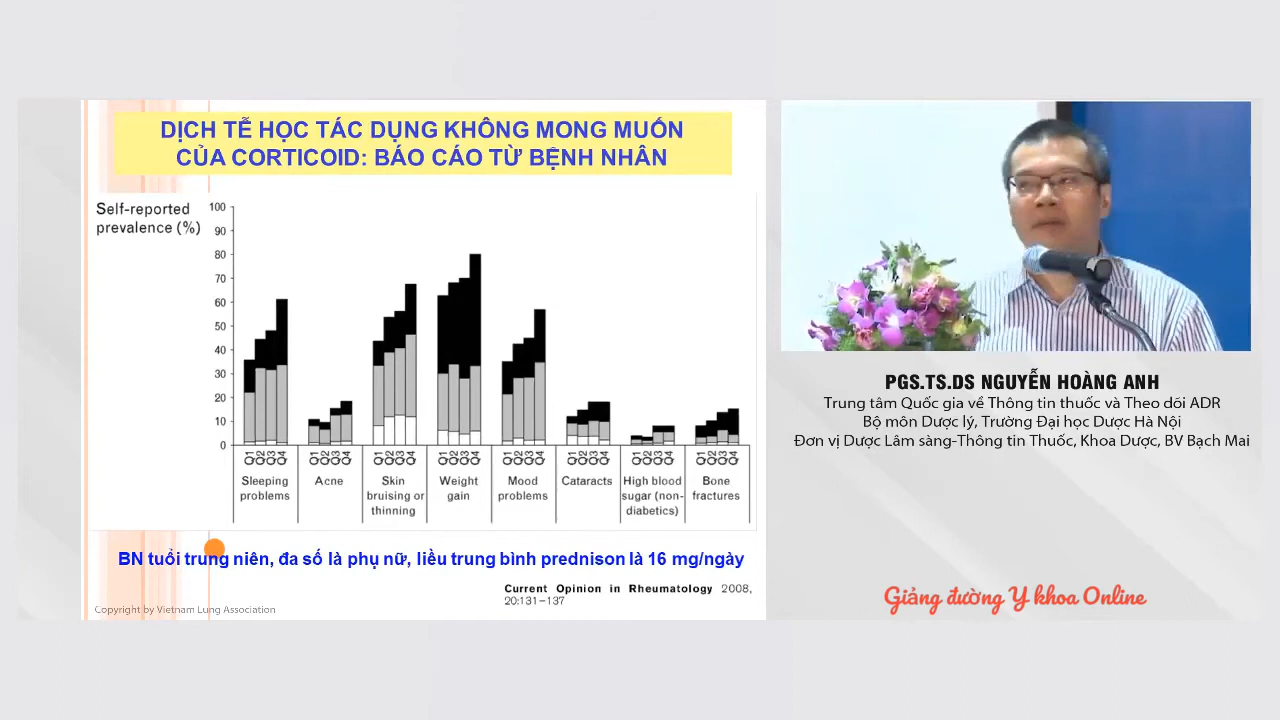 DỊCH TỄ HỌC TÁC DỤNG KHÔNG MONG MUỐN
CỦA CORTICOID: BÁO CÁO TỪ BỆNH NHÂN
Self-reported
prevalence (%)
100
90
80
70
60
50
40
30
20
10
0
Q1 Q2 Q3 Q4 Q1 Q2 Q3 Q4 Q1 Q2 Q3 Q4 Q1 Q2 Q3 Q4 Q1 Q2 Q3 Q4 Q1 Q2 Q3 Q4 Q1 Q2 Q3 Q4 Q1 Q2 Q3 Q4
Sleeping
problems
Acne
Skin
bruising or
thinning
Weight
gain
Mood
problems
Cataracts
High blood
sugar (non-
diabetics)
Bone
fractures
BN tuổi trung niên, đa số là phụ nữ, liều trung bình prednison là 16 mg/ngày
Current Opinion in Rheumatology 2008,
20:131–137
Copyright by Vietnam Lung Association
PGS.TS.DS NGUYỄN HOÀNG ANH
Trung tâm Quốc gia về Thông tin thuốc và Theo dõi ADR
Bộ môn Dược lý, Trường Đại học Dược Hà Nội
Đơn vị Dược Lâm sàng-Thông tin Thuốc, Khoa Dược, BV Bạch Mai
Giảng đường Y khoa Online